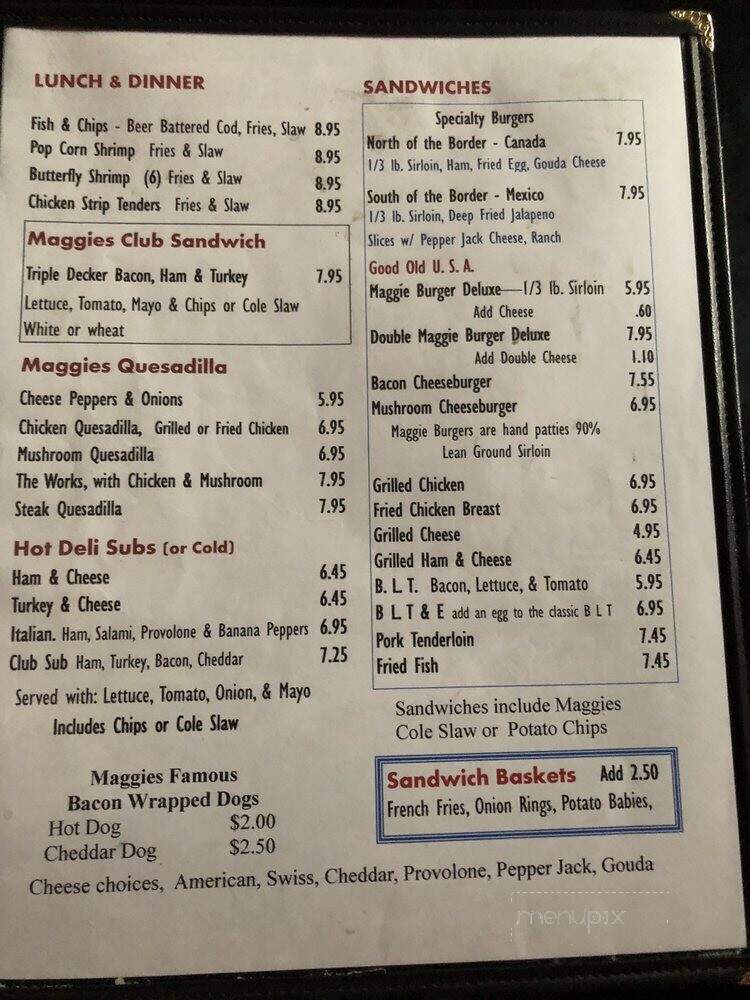 LUNCH & DINNER
Fish & Chips - Beer Battered Cod, Fries, Slaw 8.95
Pop Corn Shrimp Fries & Slaw 8.95
Butterfly Shrimp (6) Fries & Slaw 8.95
Chicken Strip Tenders Fries & Slaw 8.95
Maggies Club Sandwich
Triple Decker Bacon, Ham & Turkey 7.95
Lettuce, Tomato, Mayo & Chips or Cole Slaw
White or wheat
Maggies Quesadilla
Cheese Peppers & Onions 5.95
Chicken Quesadilla, Grilled or Fried Chicken 6.95
Mushroom Quesadilla 6.95
The Works, with Chicken & Mushroom 7.95
Steak Quesadilla 7.95
Hot Deli Subs (or Cold)
Ham & Cheese 6.45
Turkey & Cheese 6.45
Italian. Ham, Salami, Provolone & Banana Peppers 6.95
Club Sub Ham, Turkey, Bacon, Cheddar 7.25
Served with: Lettuce, Tomato, Onion, & Mayo
Includes Chips or Cole Slaw
Maggies Famous
Bacon Wrapped Dogs
Hot Dog $2.00
Cheddar Dog $2.50
SANDWICHES
Specialty Burgers
North of the Border - Canada 7.95
1/3 lb. Sirloin, Ham, Fried Egg, Gouda Cheese
South of the Border - Mexico 7.95
1/3 lb. Sirloin, Deep Fried Jalapeno
Slices w/ Pepper Jack Cheese, Ranch
Good Old U. S. A.
Maggie Burger Deluxe—1/3 lb. Sirloin 5.95
Add Cheese .60
Double Maggie Burger Deluxe 7.95
Add Double Cheese 1.10
Bacon Cheeseburger 7.55
Mushroom Cheeseburger 6.95
Maggie Burgers are hand patties 90%
Lean Ground Sirloin
Grilled Chicken 6.95
Fried Chicken Breast 6.95
Grilled Cheese 4.95
Grilled Ham & Cheese 6.45
B. L. T. Bacon, Lettuce, & Tomato 5.95
B L T & E add an egg to the classic B L T 6.95
Pork Tenderloin 7.45
Fried Fish 7.45
Sandwiches include Maggies
Cole Slaw or Potato Chips
Sandwich Baskets Add 2.50
French Fries, Onion Rings, Potato Babies,
Cheese choices, American, Swiss, Cheddar, Provolone, Pepper Jack, Gouda
menupix